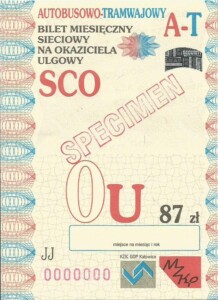 AUTOBUSOWO-TRAMWAJOWY
A-T
BILET MIESIĘCZNY
SIECIOWY
NA OKAZICIELA
ULGOWY
SCO
SPECIMEN
0U
87 zł
miejsce na miesiąc i rok
JJ
0000000
KZK GOP Katowice
MZKP